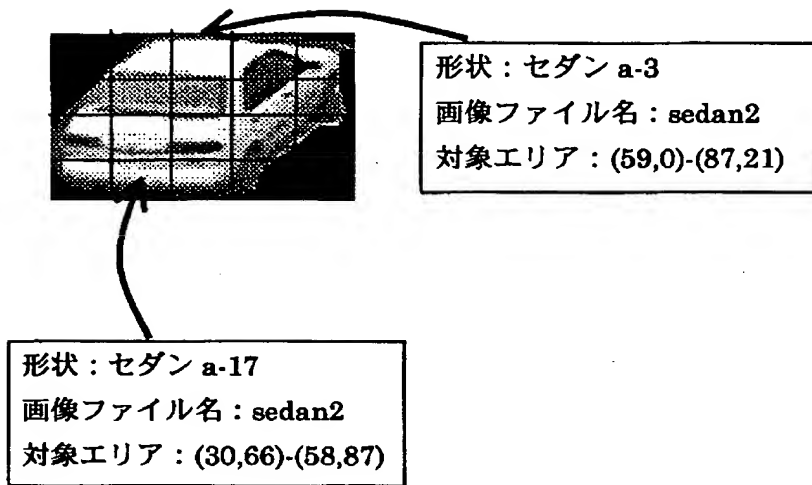 形状：セダン a-3
画像ファイル名：sedan2
対象エリア：(59,0)-(87,21)
形状：セダン a-17
画像ファイル名：sedan2
対象エリア：(30,66)-(58,87)